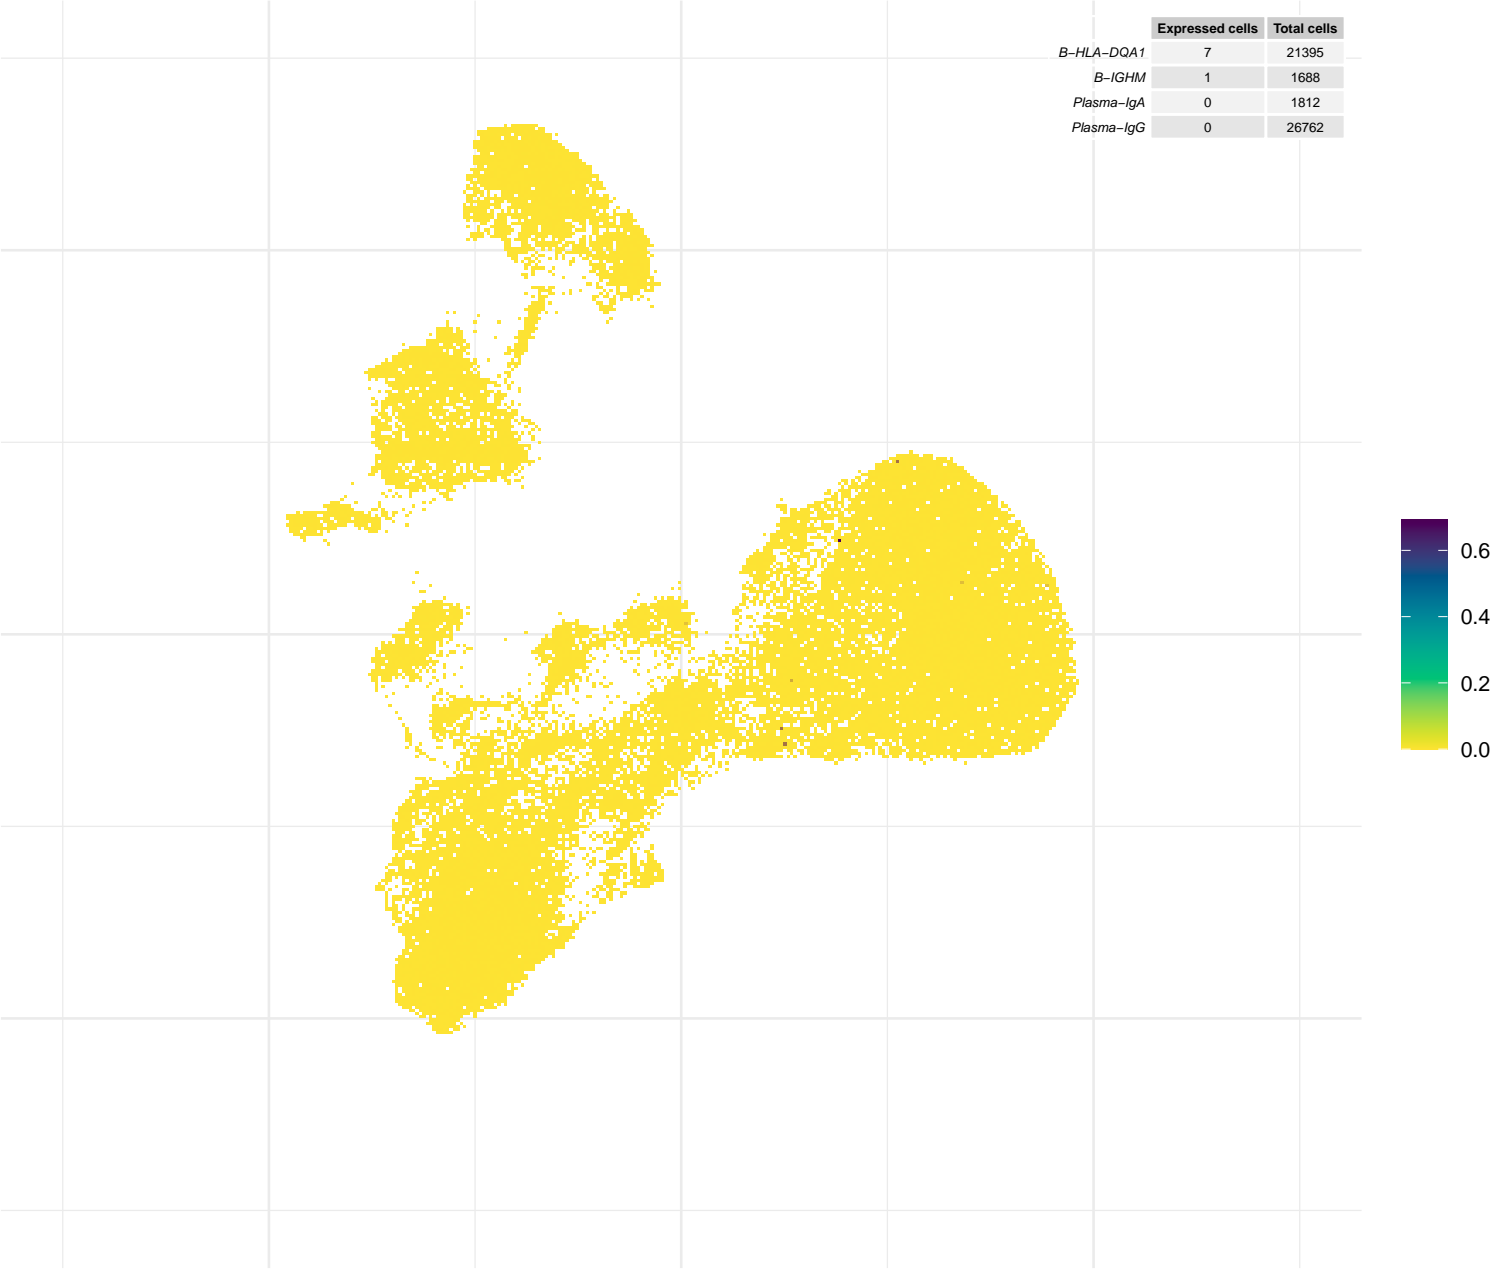 Expressed cells Total cells
B−HLA−DQA1 7 21395
B−IGHM 1 1688
Plasma−IgA 0 1812
Plasma−IgG 0 26762
0.6
0.4
0.2
0.0